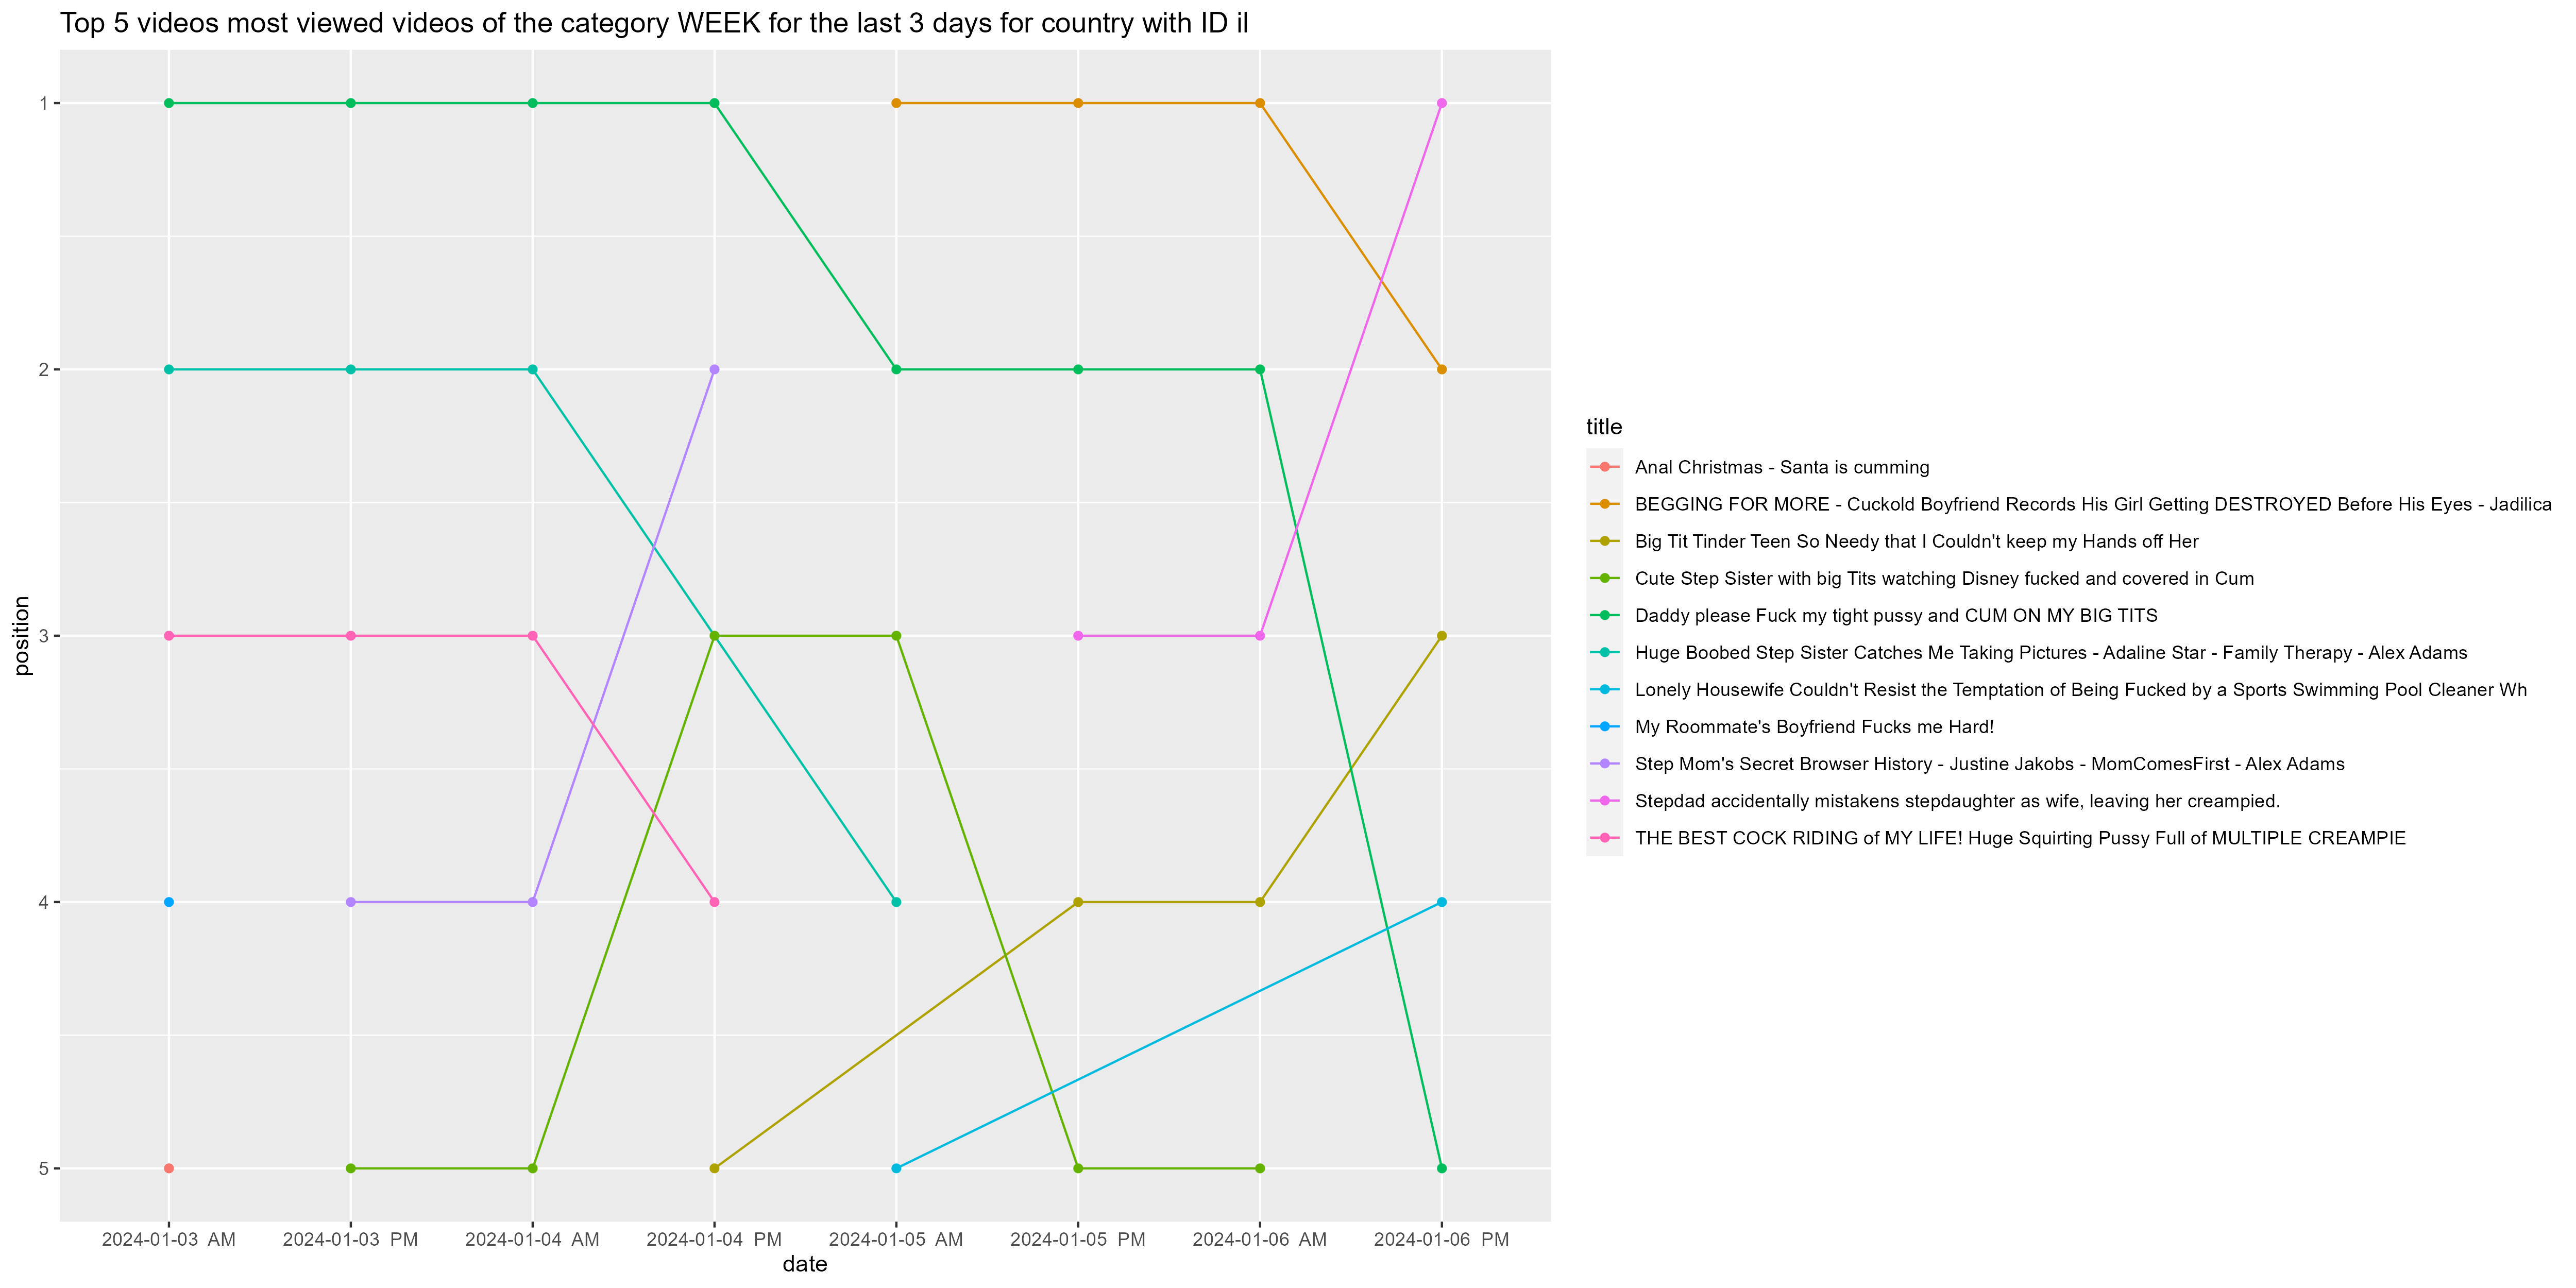 Top 5 videos most viewed videos of the category WEEK for the last 3 days for country with ID il
position
1
2
3
4
5
2024-01-03 AM
2024-01-03 PM
2024-01-04 AM
2024-01-04 PM
2024-01-05 AM
2024-01-05 PM
2024-01-06 AM
2024-01-06 PM
date
title
Anal Christmas - Santa is cumming
BEGGING FOR MORE - Cuckold Boyfriend Records His Girl Getting DESTROYED Before His Eyes - Jadilica
Big Tit Tinder Teen So Needy that I Couldn't keep my Hands off Her
Cute Step Sister with big Tits watching Disney fucked and covered in Cum
Daddy please Fuck my tight pussy and CUM ON MY BIG TITS
Huge Boobed Step Sister Catches Me Taking Pictures - Adaline Star - Family Therapy - Alex Adams
Lonely Housewife Couldn't Resist the Temptation of Being Fucked by a Sports Swimming Pool Cleaner Wh
My Roommate's Boyfriend Fucks me Hard!
Step Mom's Secret Browser History - Justine Jakobs - MomComesFirst - Alex Adams
Stepdad accidentally mistakens stepdaughter as wife, leaving her creampied.
THE BEST COCK RIDING of MY LIFE! Huge Squirting Pussy Full of MULTIPLE CREAMPIE